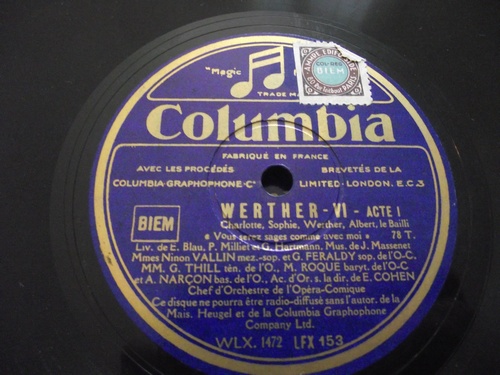 "Magic
TRADE MA
Columbia
FABRIQUÉ EN FRANCE
AVEC LES PROCÉDÉS BREVETÉS DE LA
COLUMBIA·GRAPHOPHONE·Cº LIMITED·LONDON. E.C.3
BIEM
WERTHER - VI - ACTE I
Charlotte, Sophie, Werther, Albert, le Bailli
« Vous serez sages comme avec moi » 78 T.
Liv. de E. Blau, P. Milliet et G. Hartmann. Mus. de J. Massenet
Mmes Ninon VALLIN mez.-sop. et G. FERALDY sop. de l'O.-C.
MM. G. THILL tén. de l'O., M. ROQUE baryt. de l'O-C
et A. NARÇON bas. de l'O., Ac. d'Or. s. la dir. de E. COHEN
Chef d'Orchestre de l'Opéra-Comique
Ce disque ne pourra être radio-diffusé sans l'autor. de la
Mais. Heugel et de la Columbia Graphophone
Company Ltd.
WLX. 1472 LFX 153
BIEM
PARIS